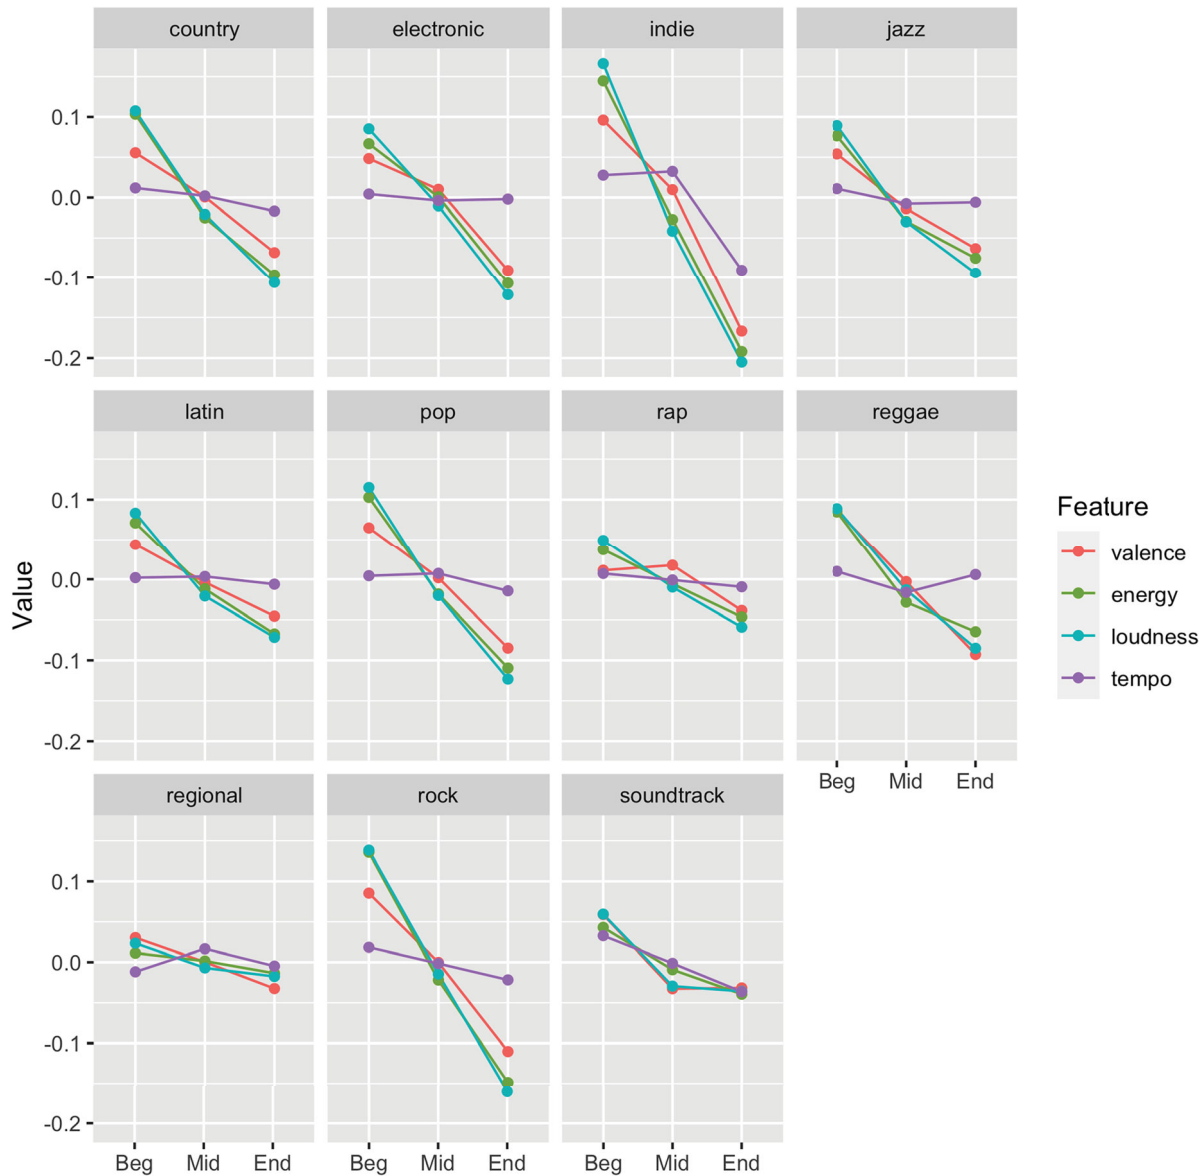 country electronic indie jazz
0.1
0.0
-0.1
-0.2
latin pop rap reggae
0.1
0.0
-0.1
-0.2
Value
Feature
valence
energy
loudness
tempo
Beg Mid End
regional rock soundtrack
0.1
0.0
-0.1
-0.2
Beg Mid End Beg Mid End Beg Mid End